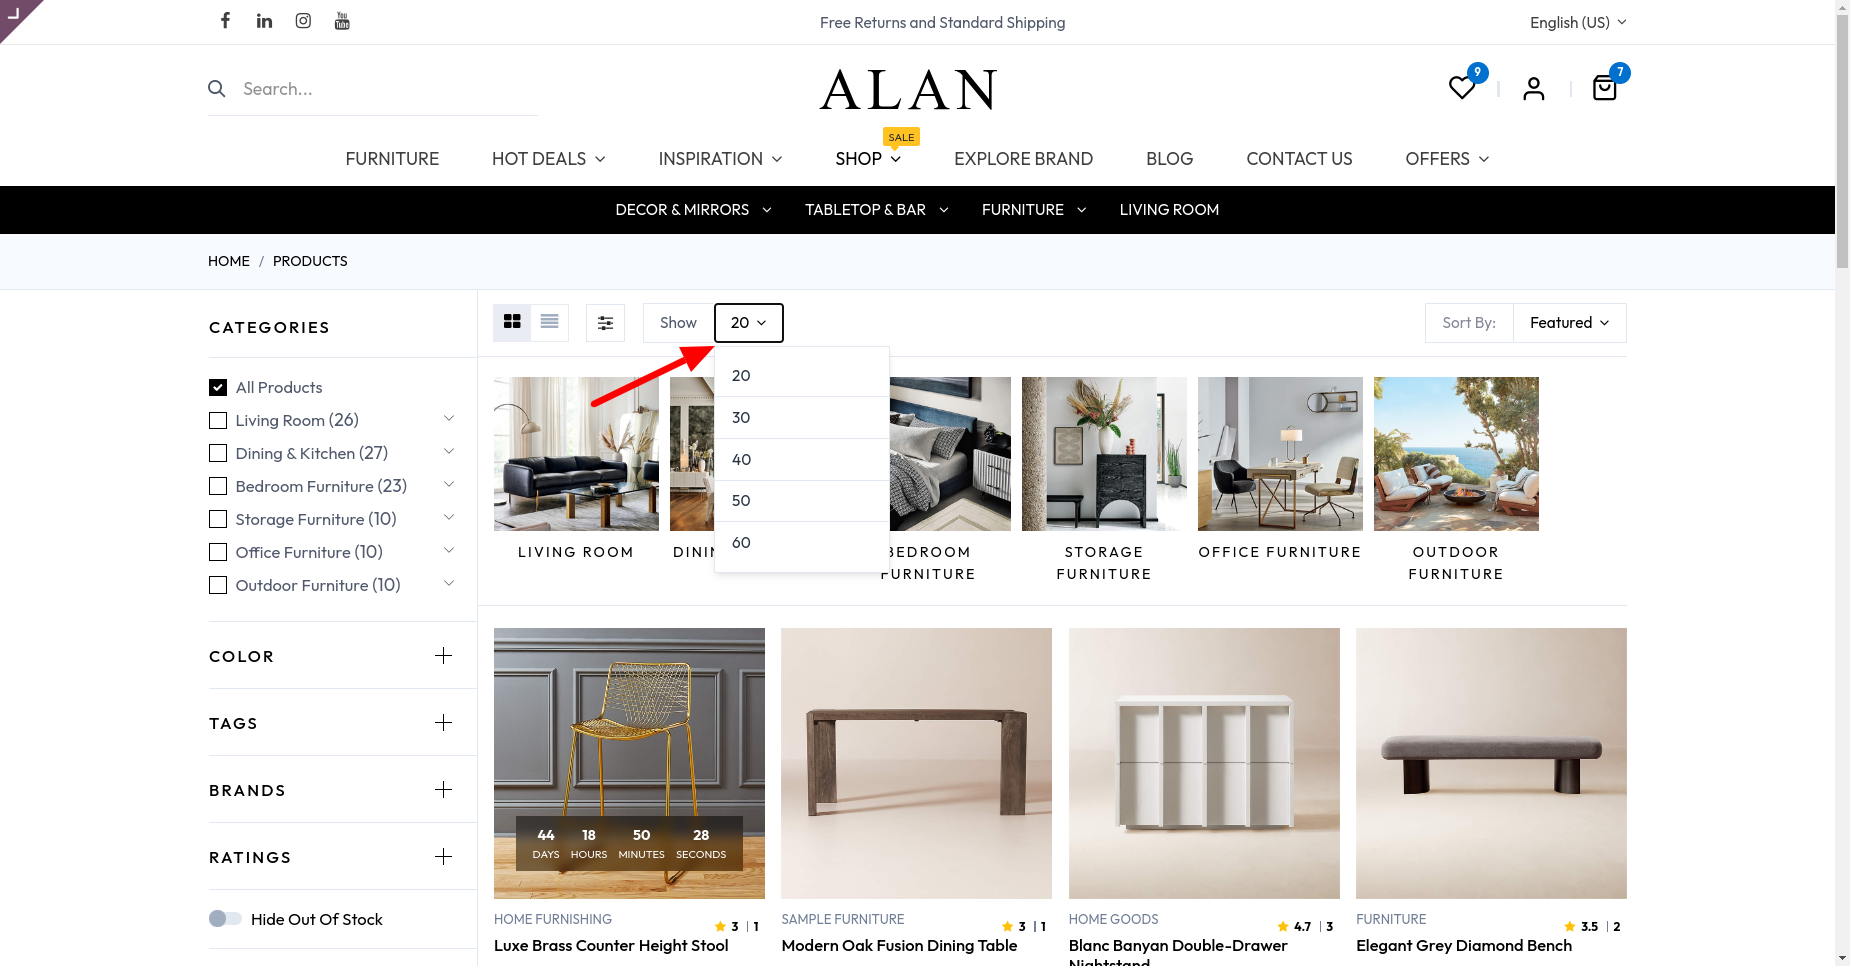 You Tube
Free Returns and Standard Shipping
English (US)
Search...
ALAN
9
7
SALE
FURNITURE HOT DEALS INSPIRATION SHOP EXPLORE BRAND BLOG CONTACT US OFFERS
DECOR & MIRRORS TABLETOP & BAR FURNITURE LIVING ROOM
HOME / PRODUCTS
CATEGORIES
All Products
Living Room (26)
Dining & Kitchen (27)
Bedroom Furniture (23)
Storage Furniture (10)
Office Furniture (10)
Outdoor Furniture (10)
COLOR
TAGS
BRANDS
RATINGS
Hide Out Of Stock
Show 20
Sort By: Featured
20
30
40
50
60
LIVING ROOM
BEDROOM
FURNITURE
STORAGE
FURNITURE
OFFICE FURNITURE
OUTDOOR
FURNITURE
44 18 50 28
DAYS HOURS MINUTES SECONDS
HOME FURNISHING 3 | 1
Luxe Brass Counter Height Stool
SAMPLE FURNITURE 3 | 1
Modern Oak Fusion Dining Table
HOME GOODS 4.7 | 3
Blanc Banyan Double-Drawer
Nightstand
FURNITURE 3.5 | 2
Elegant Grey Diamond Bench